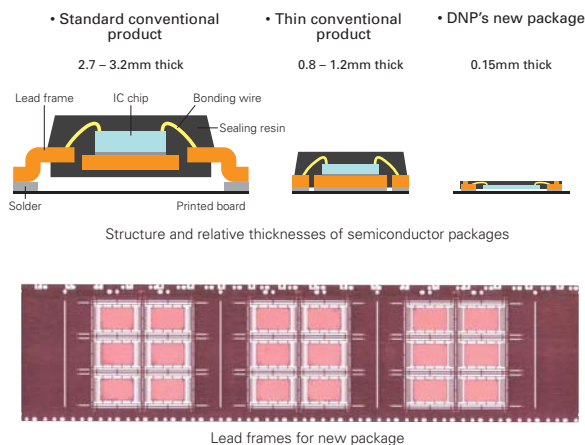 • Standard conventional
product
2.7 – 3.2mm thick
• Thin conventional
product
0.8 – 1.2mm thick
• DNP's new package
0.15mm thick
Lead frame
IC chip
Bonding wire
Sealing resin
Solder
Printed board
Structure and relative thicknesses of semiconductor packages
Lead frames for new package